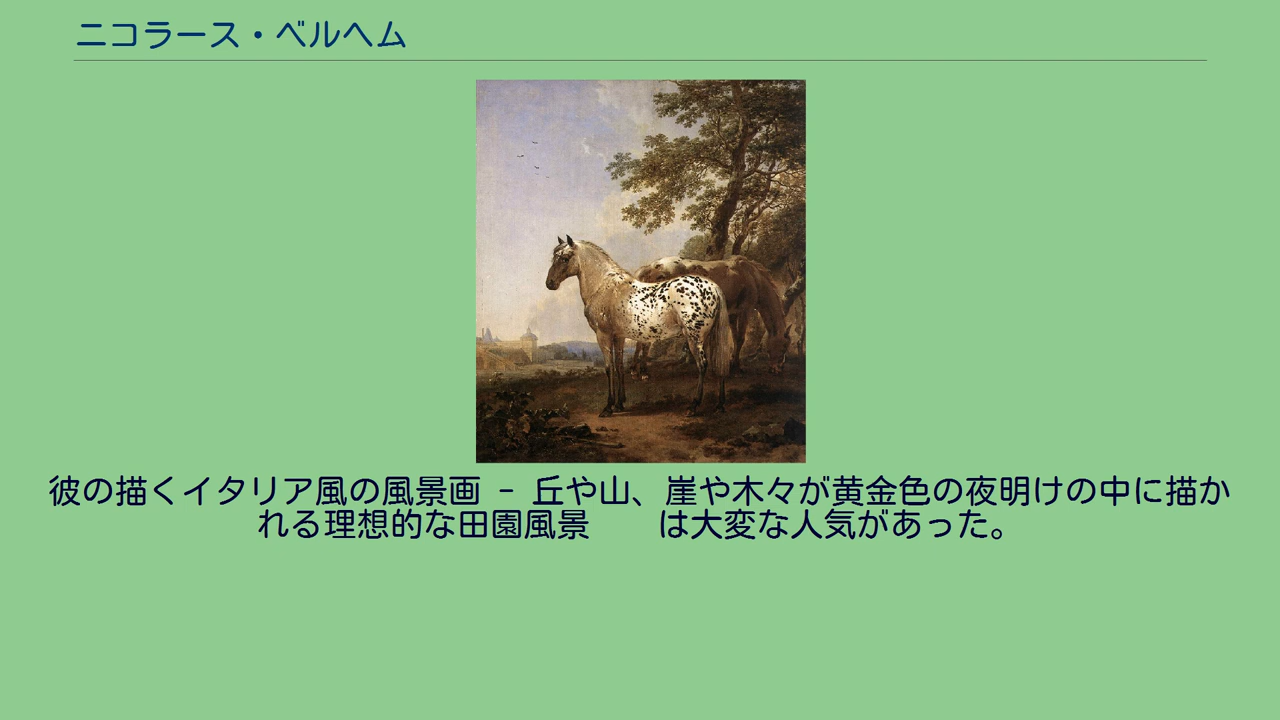 ニコラース・ベルヘム
彼の描くイタリア風の風景画 – 丘や山、崖や木々が黄金色の夜明けの中に描か
れる理想的な田園風景　　は大変な人気があった。